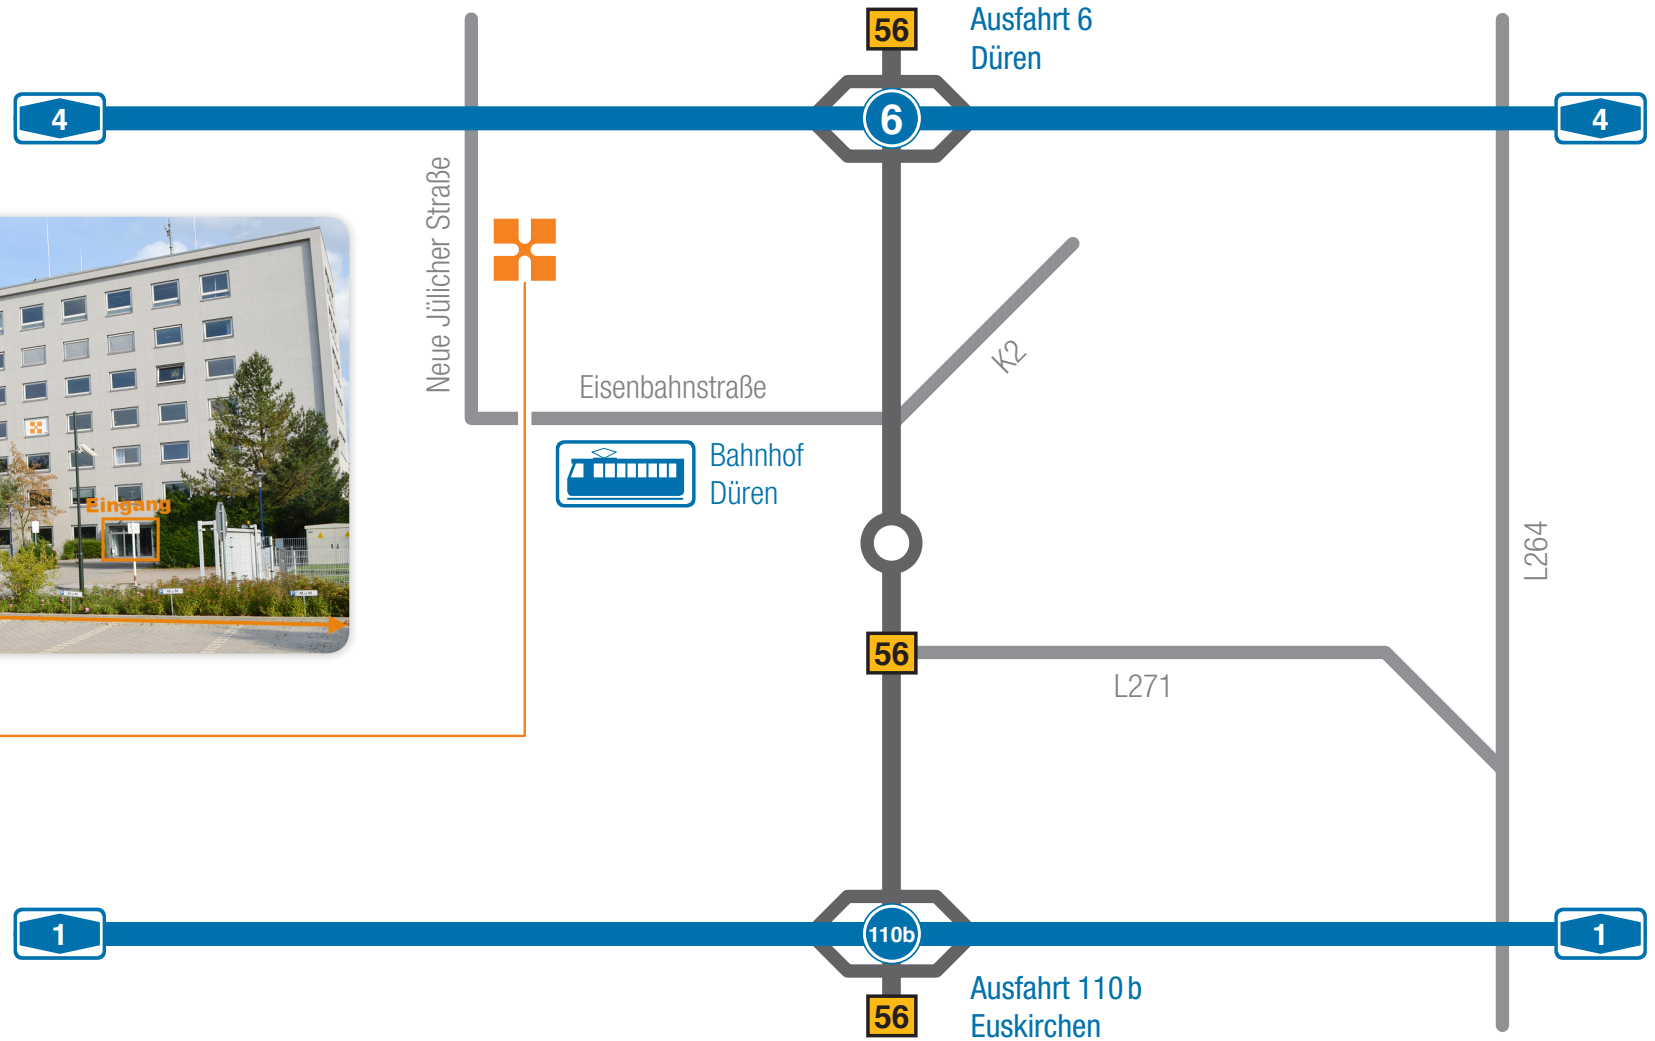 56
Ausfahrt 6
Düren
4
6
4
Neue Jülicher Straße
K2
Eisenbahnstraße
Bahnhof
Düren
Eingang
L264
56
L271
1
110b
1
Ausfahrt 110 b
Euskirchen
56